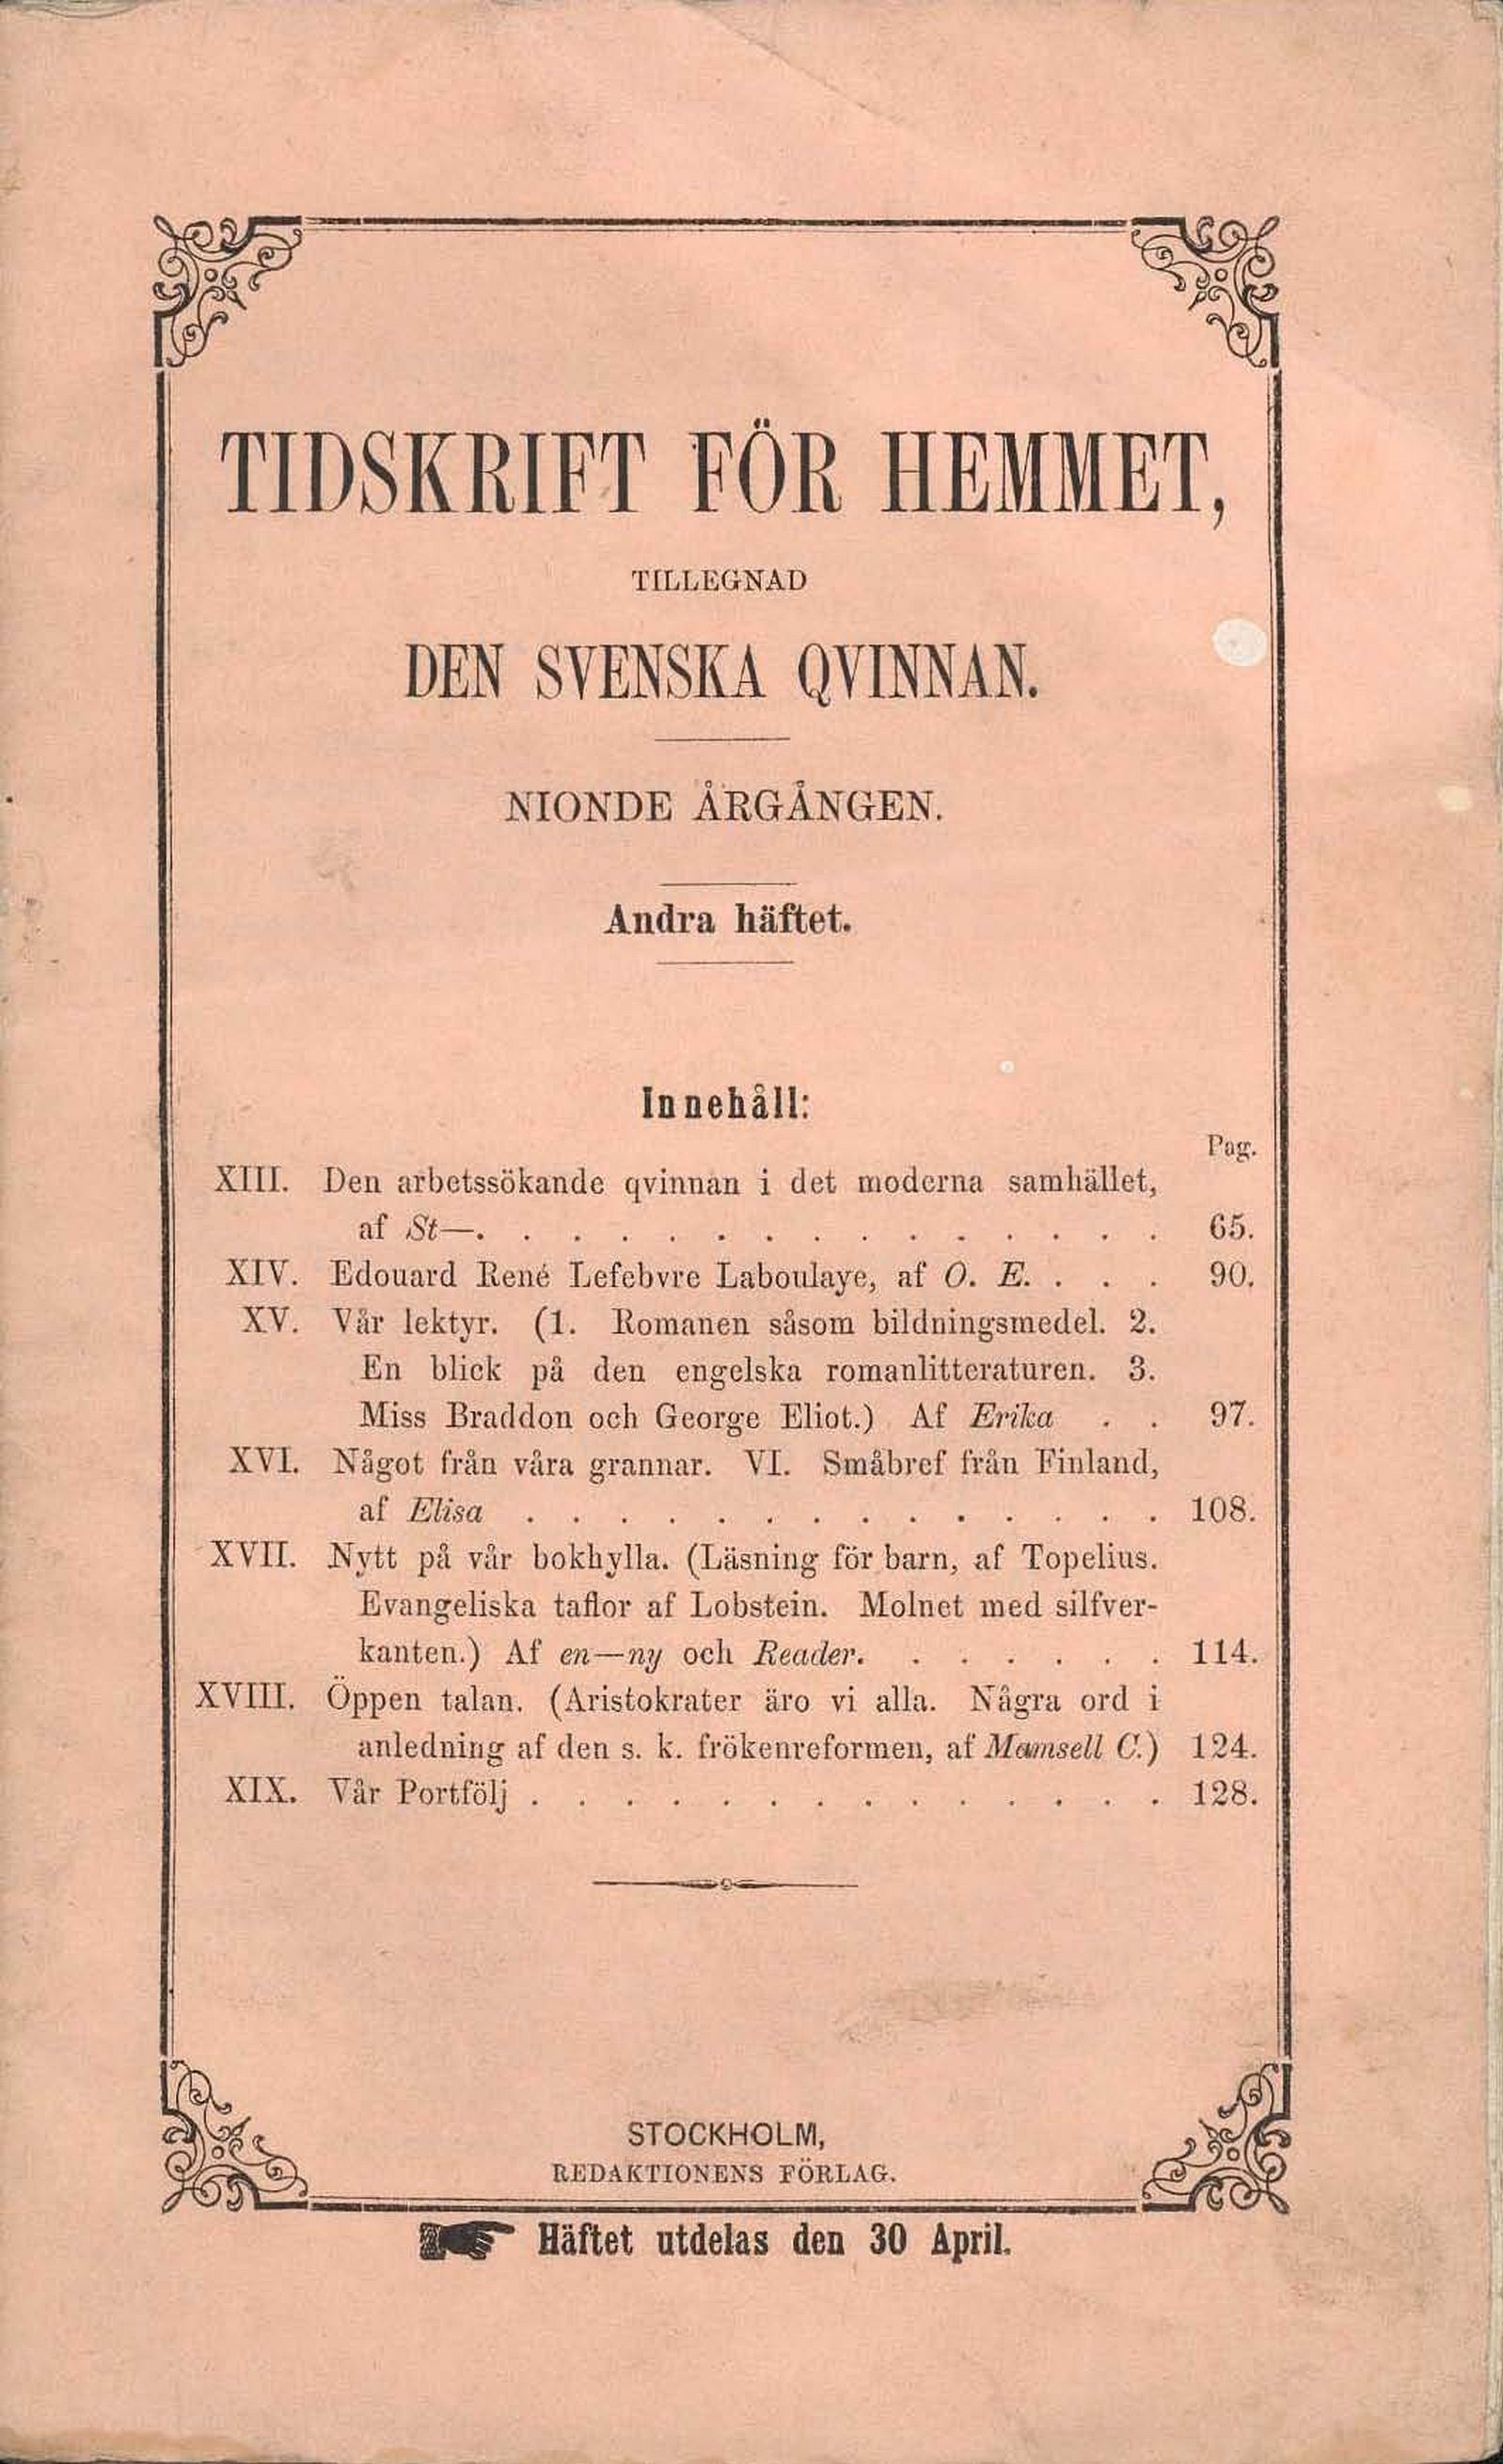 TIDSKRIFT FÖR HEMMET,
TILLEGNAD
DEN SVENSKA QVINNAN.
NIONDE ÅRGÅNGEN.
Andra häftet.
Innehåll:
Pag.
XIII. Den arbetssökande qvinnan i det moderna samhället,
af St—. . . . . . . . . . . . . . . 65.
XIV. Edouard René Lefebvre Laboulaye, af O. E. . . . 90.
XV. Vår lektyr. (1. Romanen såsom bildningsmedel. 2.
En blick på den engelska romanlitteraturen. 3.
Miss Braddon och George Eliot.) Af Erika . . 97.
XVI. Något från våra grannar. VI. Småbref från Finland,
af Elisa . . . . . . . . . . . . . . 108.
XVII. Nytt på vår bokhylla. (Läsning för barn, af Topelius.
Evangeliska taflor af Lobstein. Molnet med silfver-
kanten.) Af en—ny och Reader. . . . . . . 114.
XVIII. Öppen talan. (Aristokrater äro vi alla. Några ord i
anledning af den s. k. frökenreformen, af Mamsell C.) 124.
XIX. Vår Portfölj . . . . . . . . . . . . . . 128.
STOCKHOLM,
REDAKTIONENS FÖRLAG.
Häftet utdelas den 30 April.